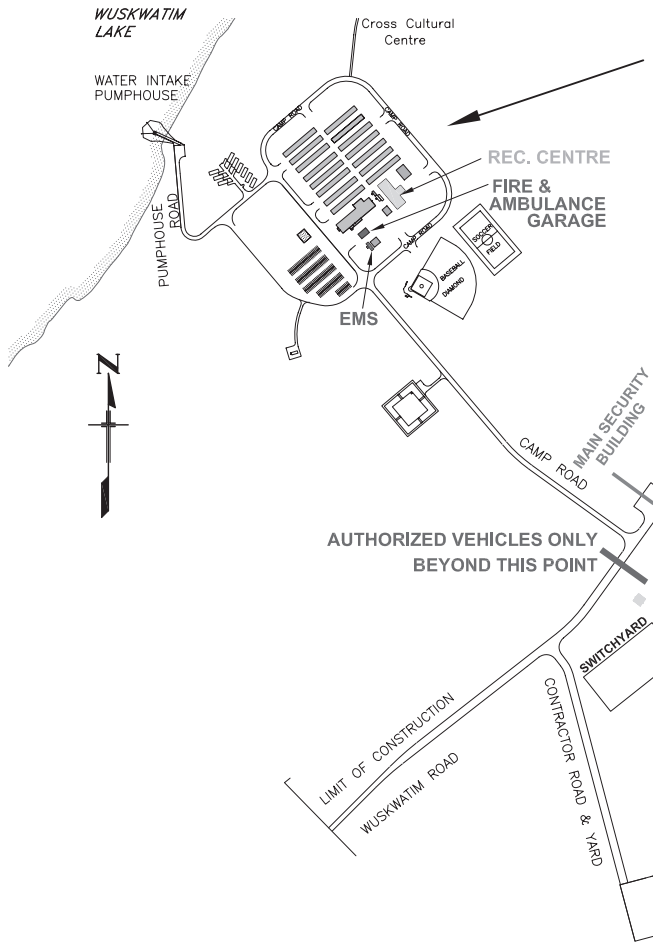 WUSKWATIM
LAKE
Cross Cultural
Centre
WATER INTAKE
PUMPHOUSE
CAMP ROAD
CAMP ROAD
REC. CENTRE
FIRE &
AMBULANCE
GARAGE
PUMPHOUSE
ROAD
CAMP ROAD
SOCCER
FIELD
BASEBALL
DIAMOND
EMS
N
CAMP ROAD
MAIN SECURITY
BUILDING
AUTHORIZED VEHICLES ONLY
BEYOND THIS POINT
SWITCHYARD
LIMIT OF CONSTRUCTION
WUSKWATIM ROAD
CONTRACTOR ROAD & YARD